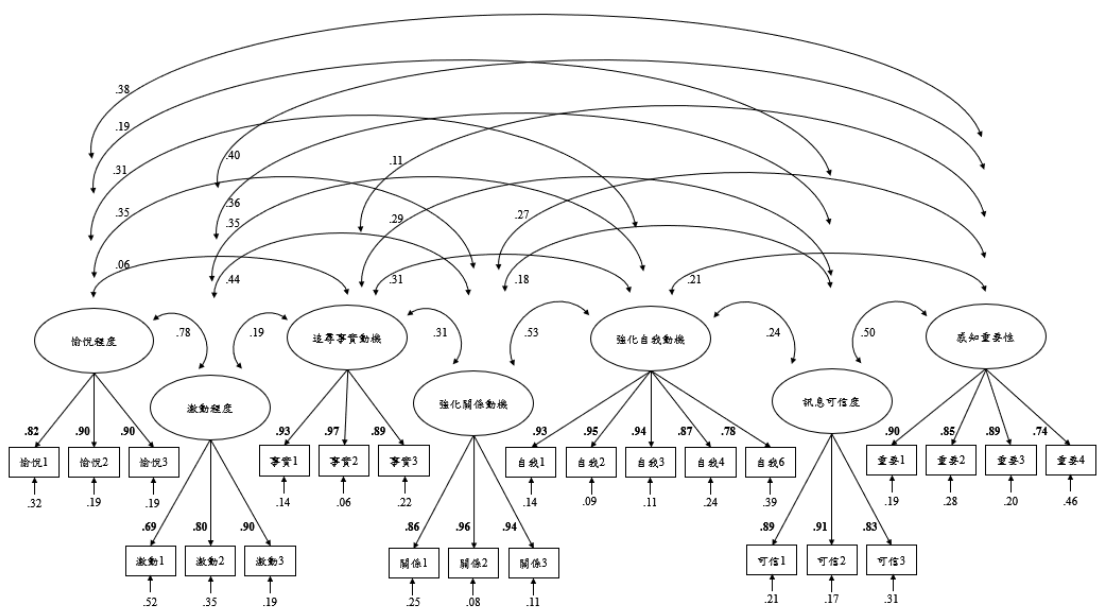 .38
.19
.40
.11
.31
.35
.36
.35
.29
.27
.06
.44
.31
.18
.21
愉悅程度
.78
.19
追尋事實動機
.31
.53
強化自我動機
.24
.50
感知重要性
激動程度
強化關係動機
訊息可信度
.82
.90
.90
.93
.97
.89
.93
.95
.94
.87
.78
.90
.85
.89
.74
愉悅1
愉悅2
愉悅3
事實1
事實2
事實3
自我1
自我2
自我3
自我4
自我6
重要1
重要2
重要3
重要4
.32
.19
.19
.14
.06
.22
.14
.09
.11
.24
.39
.19
.28
.20
.46
.69
.80
.90
.86
.96
.94
.89
.91
.83
激動1
激動2
激動3
關係1
關係2
關係3
可信1
可信2
可信3
.52
.35
.19
.25
.08
.11
.21
.17
.31